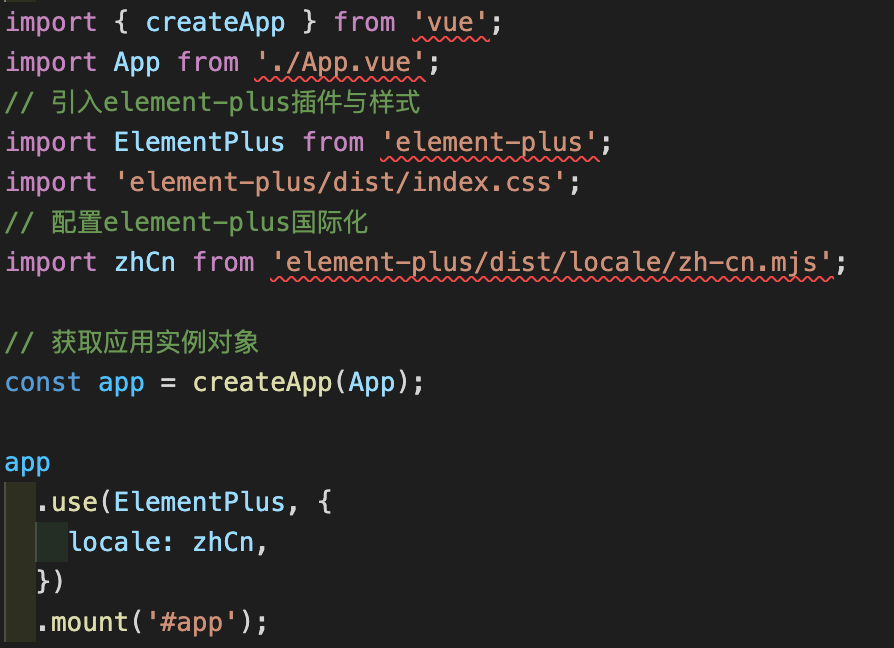 import { createApp } from 'vue';
import App from './App.vue';
// 引入element-plus插件与样式
import ElementPlus from 'element-plus';
import 'element-plus/dist/index.css';
// 配置element-plus国际化
import zhCn from 'element-plus/dist/locale/zh-cn.mjs';
// 获取应用实例对象
const app = createApp(App);
app
.use(ElementPlus, {
locale: zhCn,
})
.mount('#app');